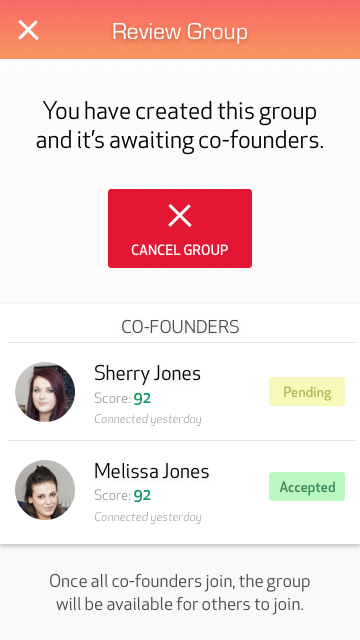 Review Group
You have created this group
and it's awaiting co-founders.
CANCEL GROUP
CO-FOUNDERS
Sherry Jones
Score: 92
Connected yesterday
Pending
Melissa Jones
Score: 92
Connected yesterday
Accepted
Once all co-founders join, the group
will be available for others to join.